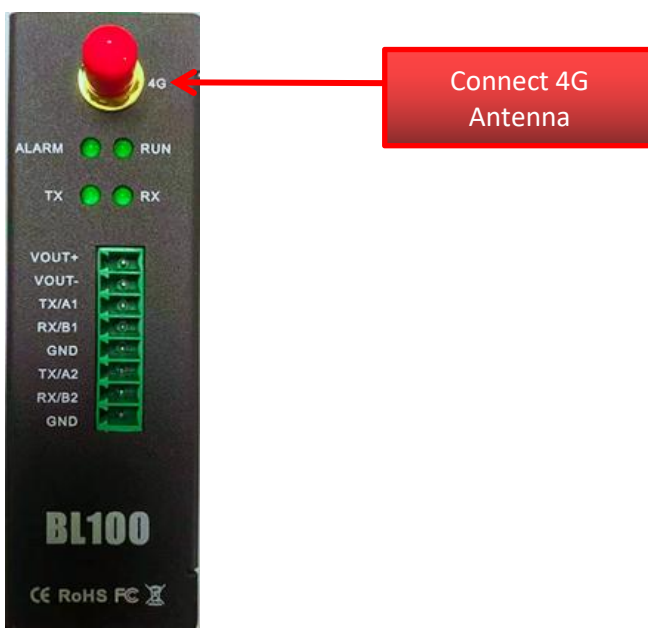 4G
Connect 4G
Antenna
ALARM RUN
TX RX
VOUT+
VOUT-
TX/A1
RX/B1
GND
TX/A2
RX/B2
GND
BL100
CE RoHS FC